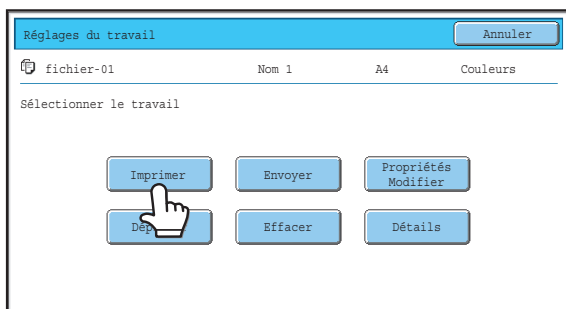 Réglages du travail Annuler
fichier-01 Nom 1 A4 Couleurs
Sélectionner le travail
Imprimer Envoyer Propriétés
Modifier
Effacer Détails